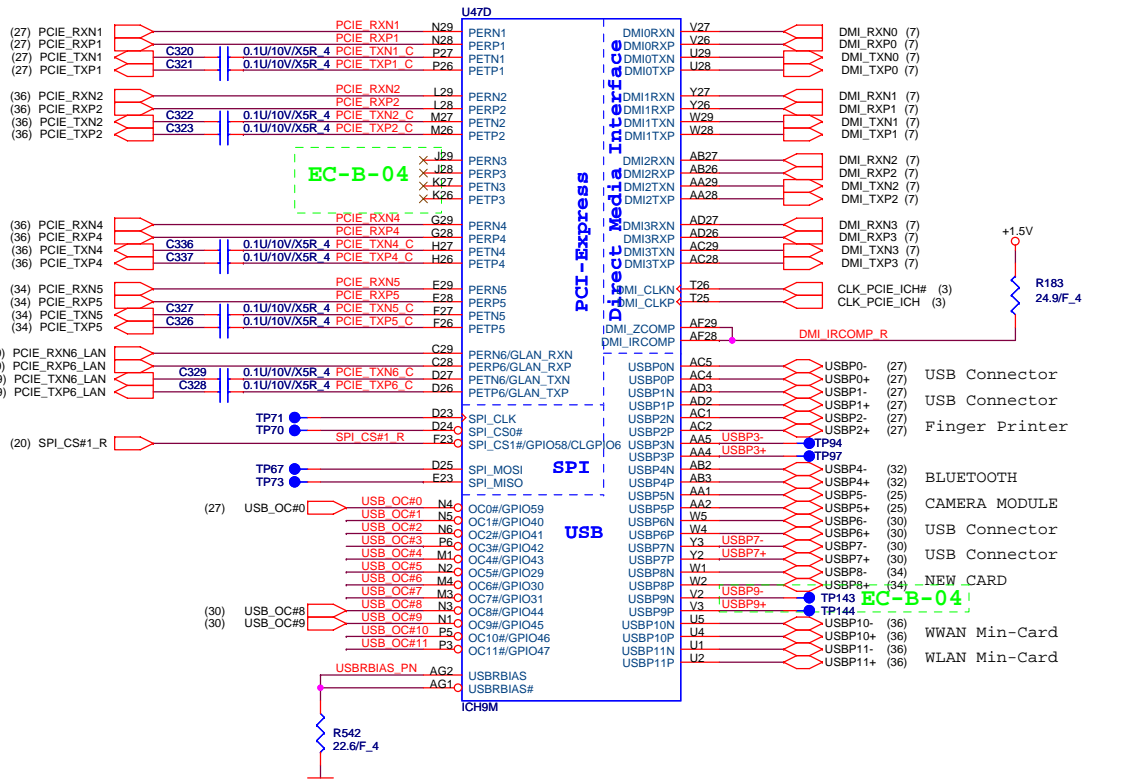 U47D
(27) PCIE_RXN1 PCIE_RXN1 N29 PERN1 DMI0RXN V27 DMI_RXN0 (7)
(27) PCIE_RXP1 PCIE_RXP1 N28 PERP1 DMI0RXP V26 DMI_RXP0 (7)
(27) PCIE_TXN1 C320 0.1U/10V/X5R_4 PCIE_TXN1_C P27 PETN1 DMI0TXN U29 DMI_TXN0 (7)
(27) PCIE_TXP1 C321 0.1U/10V/X5R_4 PCIE_TXP1_C P26 PETP1 DMI0TXP U28 DMI_TXP0 (7)
(36) PCIE_RXN2 PCIE_RXN2 L29 PERN2 DMI1RXN Y27 DMI_RXN1 (7)
(36) PCIE_RXP2 PCIE_RXP2 L28 PERP2 DMI1RXP Y26 DMI_RXP1 (7)
(36) PCIE_TXN2 C322 0.1U/10V/X5R_4 PCIE_TXN2_C M27 PETN2 DMI1TXN W29 DMI_TXN1 (7)
(36) PCIE_TXP2 C323 0.1U/10V/X5R_4 PCIE_TXP2_C M26 PETP2 DMI1TXP W28 DMI_TXP1 (7)
J29 PERN3 DMI2RXN AB27 DMI_RXN2 (7)
EC-B-04 J28 PERP3 DMI2RXP AB26 DMI_RXP2 (7)
K27 PETN3 DMI2TXN AA29 DMI_TXN2 (7)
K26 PETP3 DMI2TXP AA28 DMI_TXP2 (7)
PCI-Express
Direct Media Interface
(36) PCIE_RXN4 PCIE_RXN4 G29 PERN4 DMI3RXN AD27 DMI_RXN3 (7)
(36) PCIE_RXP4 PCIE_RXP4 G28 PERP4 DMI3RXP AD26 DMI_RXP3 (7)
(36) PCIE_TXN4 C336 0.1U/10V/X5R_4 PCIE_TXN4_C H27 PETN4 DMI3TXN AC29 DMI_TXN3 (7)
(36) PCIE_TXP4 C337 0.1U/10V/X5R_4 PCIE_TXP4_C H26 PETP4 DMI3TXP AC28 DMI_TXP3 (7)
+1.5V
(34) PCIE_RXN5 PCIE_RXN5 E29 PERN5 DMI_CLKN T26 CLK_PCIE_ICH# (3)
(34) PCIE_RXP5 PCIE_RXP5 E28 PERP5 DMI_CLKP T25 CLK_PCIE_ICH (3)
R183
24.9/F_4
(34) PCIE_TXN5 C327 0.1U/10V/X5R_4 PCIE_TXN5_C F27 PETN5
(34) PCIE_TXP5 C326 0.1U/10V/X5R_4 PCIE_TXP5_C F26 PETP5 DMI_ZCOMP AF29
DMI_IRCOMP AF28 DMI_IRCOMP_R
PCIE_RXN6_LAN C29 PERN6/GLAN_RXN
PCIE_RXP6_LAN C28 PERP6/GLAN_RXP USBP0N AC5 USBP0- (27)
PCIE_TXN6_LAN C329 0.1U/10V/X5R_4 PCIE_TXN6_C D27 PETN6/GLAN_TXN USBP0P AC4 USBP0+ (27) USB Connector
PCIE_TXP6_LAN C328 0.1U/10V/X5R_4 PCIE_TXP6_C D26 PETP6/GLAN_TXP USBP1N AD3 USBP1- (27)
USBP1P AD2 USBP1+ (27) USB Connector
TP71 D23 SPI_CLK USBP2N AC1 USBP2- (27)
TP70 D24 SPI_CS0# USBP2P AC2 USBP2+ (27) Finger Printer
(20) SPI_CS#1_R SPI_CS#1_R F23 SPI_CS1#/GPIO58/CLGPIO6 USBP3N AA5 USBP3- TP94
USBP3P AA4 USBP3+ TP97
TP67 D25 SPI_MOSI SPI USBP4N AB2 USBP4- (32)
TP73 E23 SPI_MISO USBP4P AB3 USBP4+ (32) BLUETOOTH
USBP5N AA1 USBP5- (25)
(27) USB_OC#0 USB_OC#0 N4 OC0#/GPIO59 USBP5P AA2 USBP5+ (25) CAMERA MODULE
USB_OC#1 N5 OC1#/GPIO40 USBP6N W5 USBP6- (30)
USB_OC#2 N6 OC2#/GPIO41 USB USBP6P W4 USBP6+ (30) USB Connector
USB_OC#3 P6 OC3#/GPIO42 USBP7N Y3 USBP7- USBP7- (30)
USB_OC#4 M1 OC4#/GPIO43 USBP7P Y2 USBP7+ USBP7+ (30) USB Connector
USB_OC#5 N2 OC5#/GPIO29 USBP8N W1 USBP8- (34)
USB_OC#6 M4 OC6#/GPIO30 USBP8P W2 USBP8+ (34) NEW CARD
USB_OC#7 M3 OC7#/GPIO31 USBP9N V2 USBP9- TP143 EC-B-04
(30) USB_OC#8 USB_OC#8 N3 OC8#/GPIO44 USBP9P V3 USBP9+ TP144
(30) USB_OC#9 USB_OC#9 N1 OC9#/GPIO45 USBP10N U5 USBP10- (36)
USB_OC#10 P5 OC10#/GPIO46 USBP10P U4 USBP10+ (36) WWAN Min-Card
USB_OC#11 P3 OC11#/GPIO47 USBP11N U1 USBP11- (36)
USBP11P U2 USBP11+ (36) WLAN Min-Card
USBRBIAS_PN AG2 USBRBIAS
AG1 USBRBIAS#
ICH9M
R542
22.6/F_4